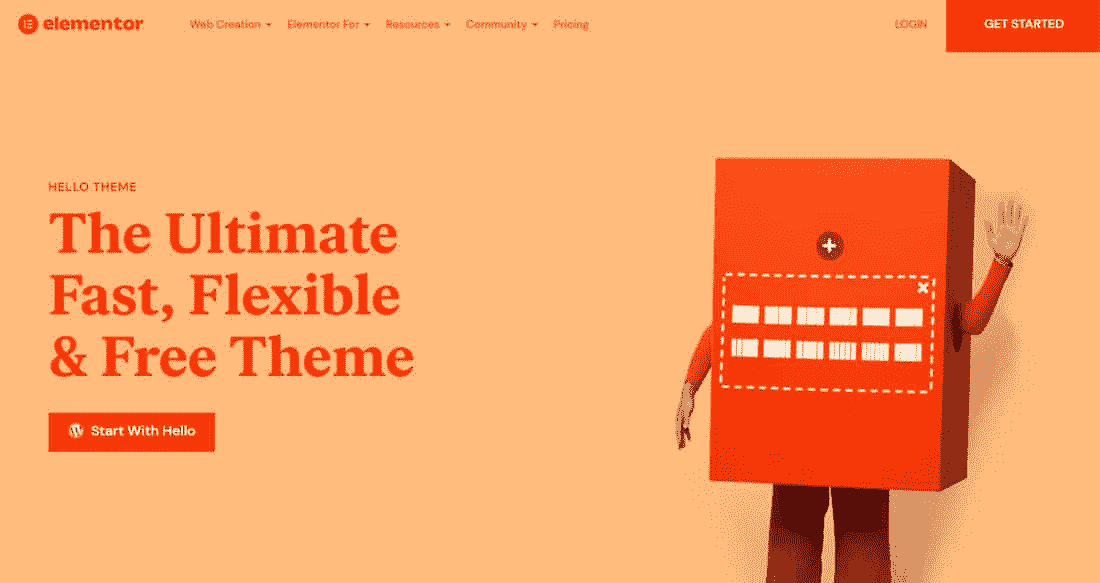 elementor
Web Creation Elementor For Resources Community Pricing LOGIN GET STARTED
HELLO THEME
The Ultimate
Fast, Flexible
& Free Theme
Start With Hello